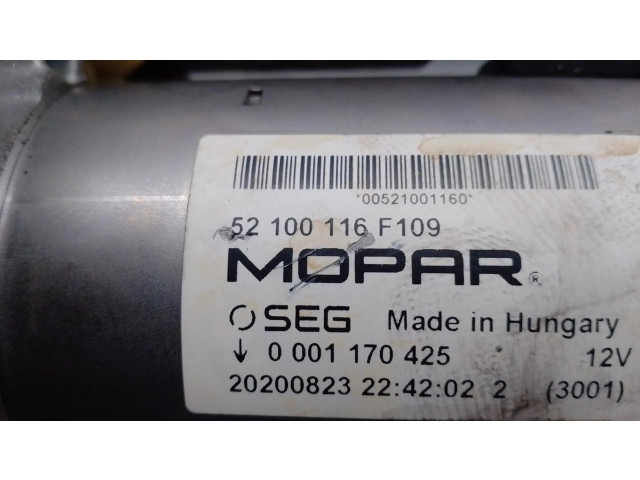 *00521001160*
52 100 116 F109
MOPAR®
SEG Made in Hungary
0 001 170 425 12V
20200823 22:42:02 2 (3001)